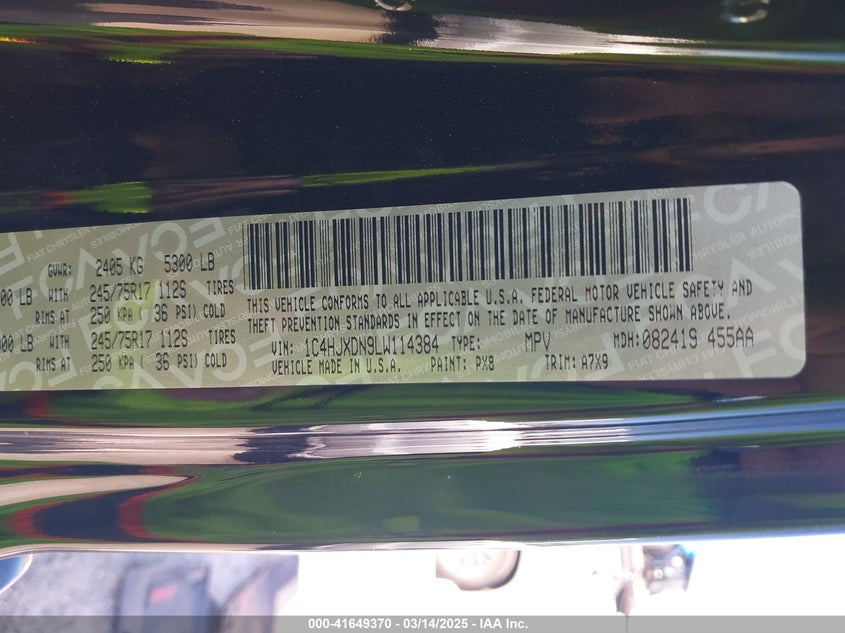 GVWR: 2405 KG 5300 LB
00 LB WITH 245/75R17 112S TIRES
RIMS AT 250 KPA ( 36 PSI) COLD
00 LB WITH 245/75R17 112S TIRES
RIMS AT 250 KPA ( 36 PSI) COLD
THIS VEHICLE CONFORMS TO ALL APPLICABLE U.S.A. FEDERAL MOTOR VEHICLE SAFETY AND
THEFT PREVENTION STANDARDS IN EFFECT ON THE DATE OF MANUFACTURE SHOWN ABOVE.
VIN: 1C4HJXDN9LW114384 TYPE: MPV MDH:082419 455AA
VEHICLE MADE IN U.S.A. PAINT: PX8 TRIM: A7X9
000-41649370 / 03/14/2025 - IAA Inc.